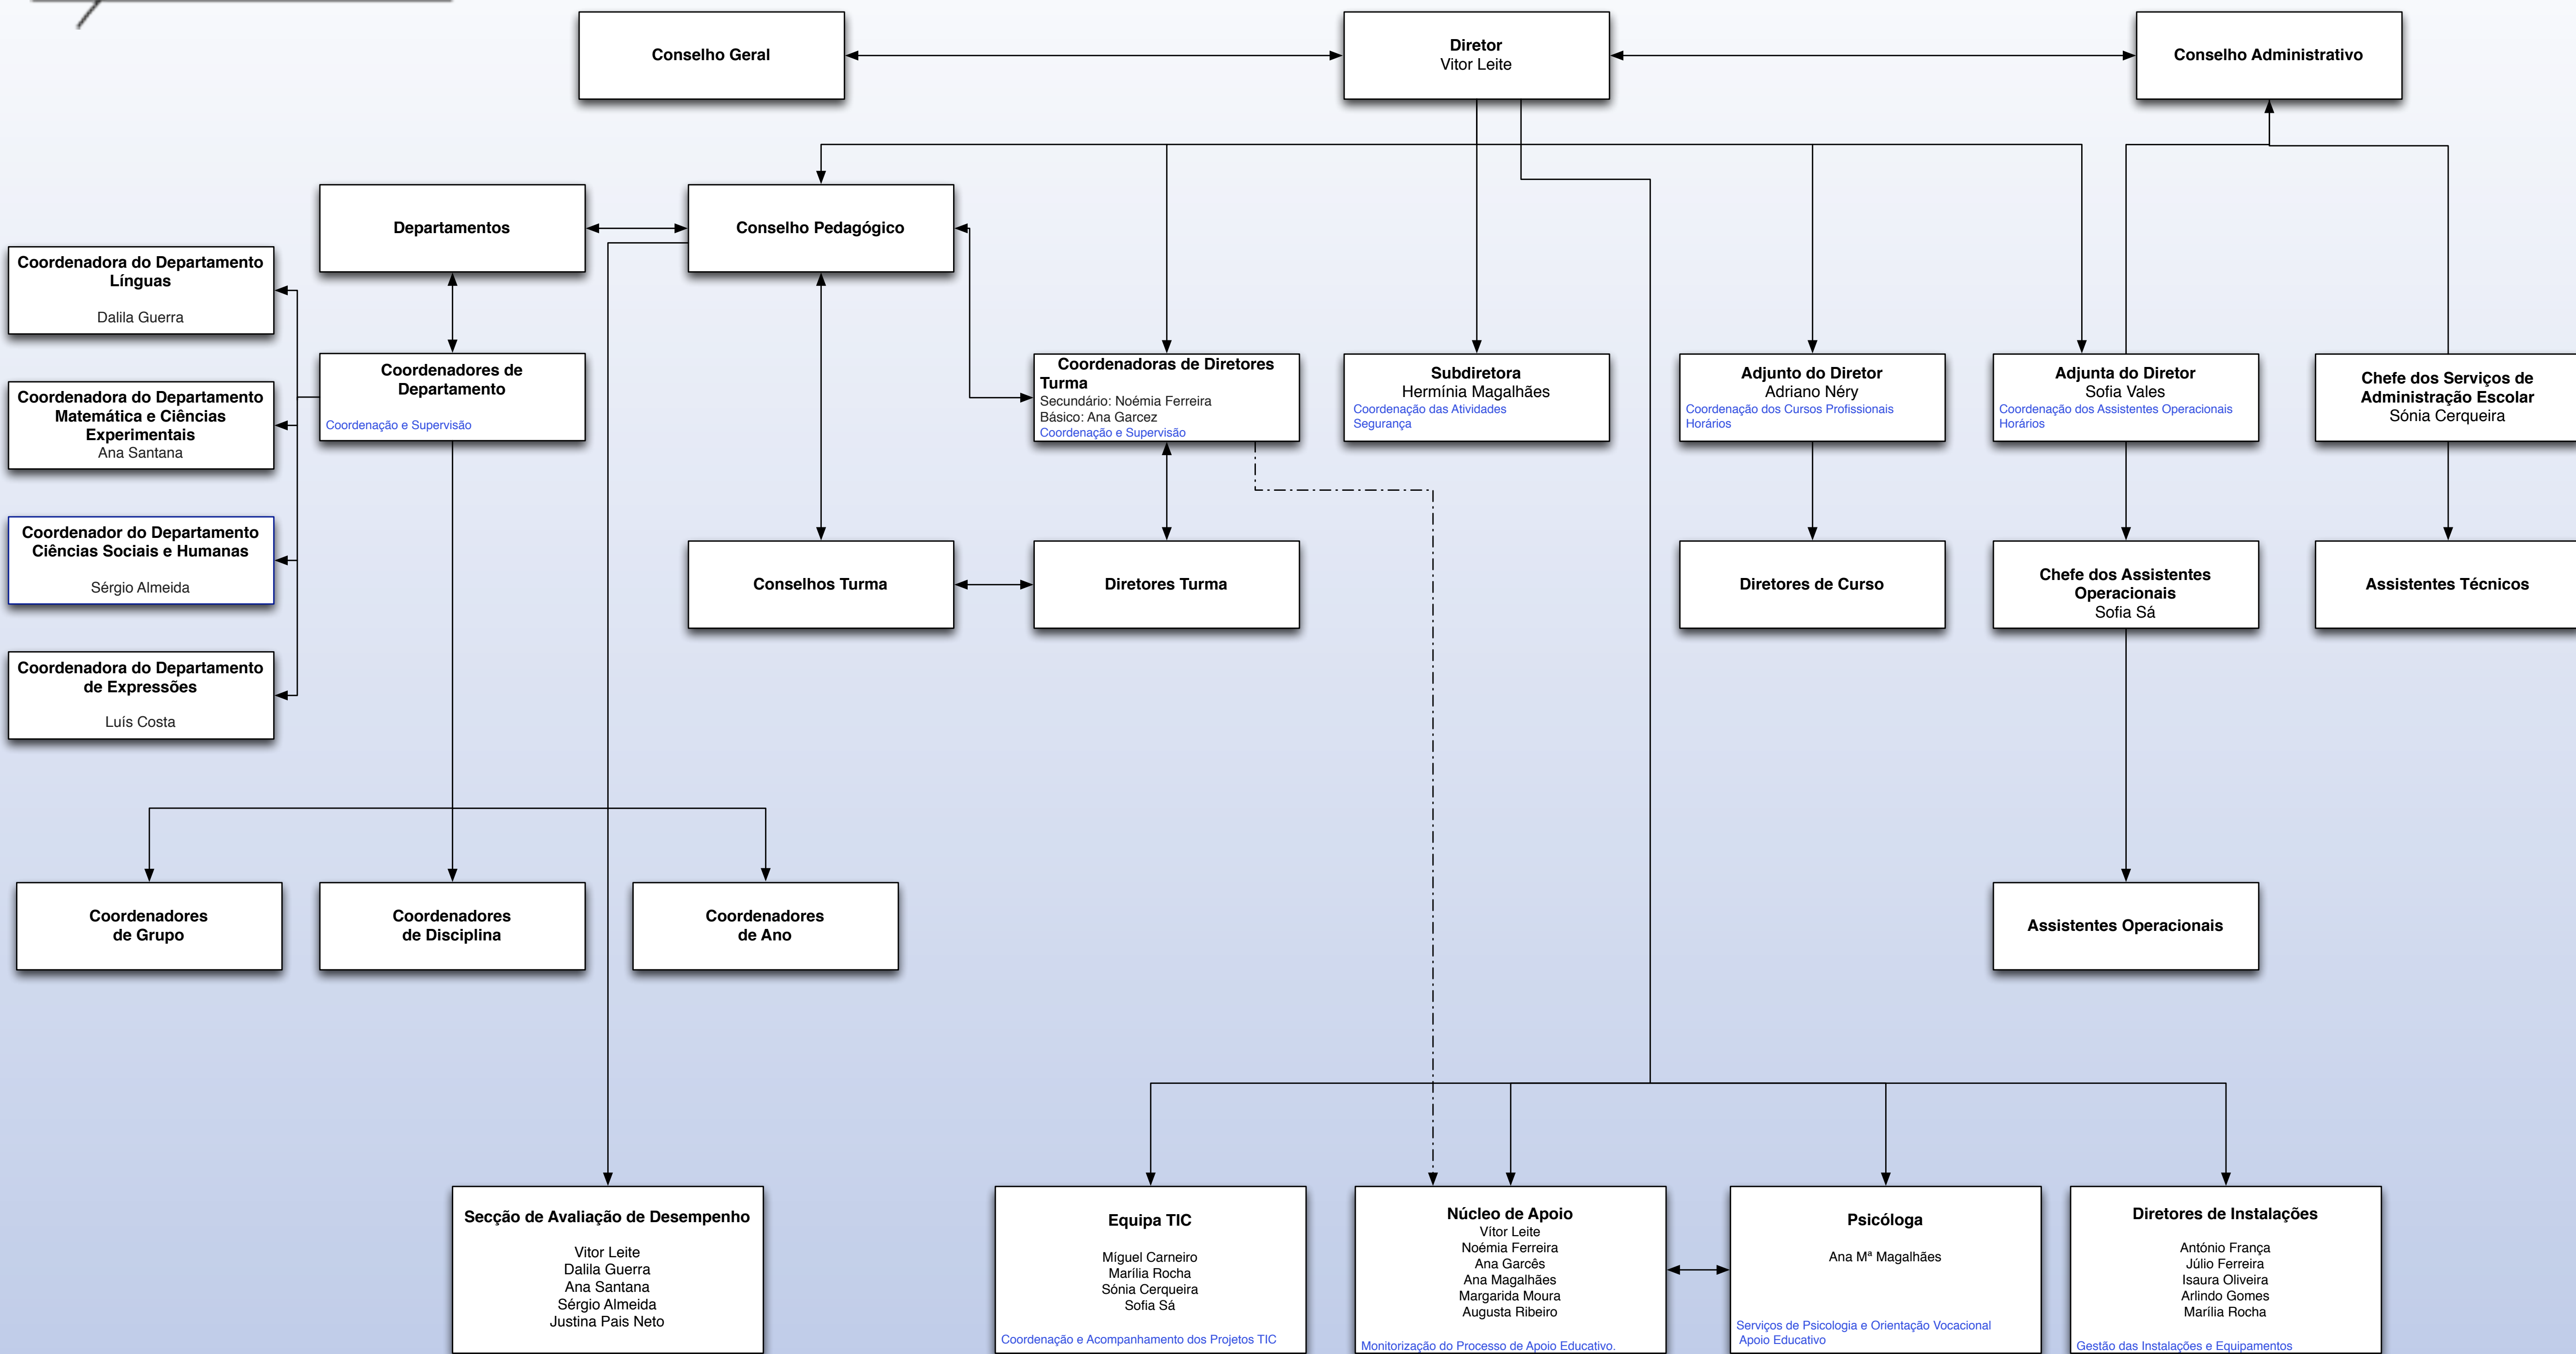 Conselho Geral
Diretor
Vitor Leite
Conselho Administrativo
Departamentos
Conselho Pedagógico
Coordenadora do Departamento
Línguas
Dalila Guerra
Coordenadores de
Departamento
Coordenação e Supervisão
Coordenadoras de Diretores
Turma
Secundário: Noémia Ferreira
Básico: Ana Garcez
Coordenação e Supervisão
Subdiretora
Hermínia Magalhães
Coordenação das Atividades
Segurança
Adjunto do Diretor
Adriano Néry
Coordenação dos Cursos Profissionais
Horários
Adjunta do Diretor
Sofia Vales
Coordenação dos Assistentes Operacionais
Horários
Chefe dos Serviços de
Administração Escolar
Sónia Cerqueira
Coordenadora do Departamento
Matemática e Ciências
Experimentais
Ana Santana
Coordenador do Departamento
Ciências Sociais e Humanas
Sérgio Almeida
Conselhos Turma
Diretores Turma
Diretores de Curso
Chefe dos Assistentes
Operacionais
Sofia Sá
Assistentes Técnicos
Coordenadora do Departamento
de Expressões
Luís Costa
Coordenadores
de Grupo
Coordenadores
de Disciplina
Coordenadores
de Ano
Assistentes Operacionais
Secção de Avaliação de Desempenho
Vitor Leite
Dalila Guerra
Ana Santana
Sérgio Almeida
Justina Pais Neto
Equipa TIC
Míguel Carneiro
Marília Rocha
Sónia Cerqueira
Sofia Sá
Coordenação e Acompanhamento dos Projetos TIC
Núcleo de Apoio
Vítor Leite
Noémia Ferreira
Ana Garcês
Ana Magalhães
Margarida Moura
Augusta Ribeiro
Monitorização do Processo de Apoio Educativo.
Psicóloga
Ana Mª Magalhães
Serviços de Psicologia e Orientação Vocacional
Apoio Educativo
Diretores de Instalações
António França
Júlio Ferreira
Isaura Oliveira
Arlindo Gomes
Marília Rocha
Gestão das Instalações e Equipamentos